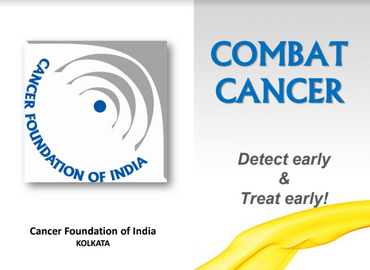 CANCER FOUNDATION OF INDIA
Cancer Foundation of India
KOLKATA
COMBAT
CANCER
Detect early
&
Treat early!